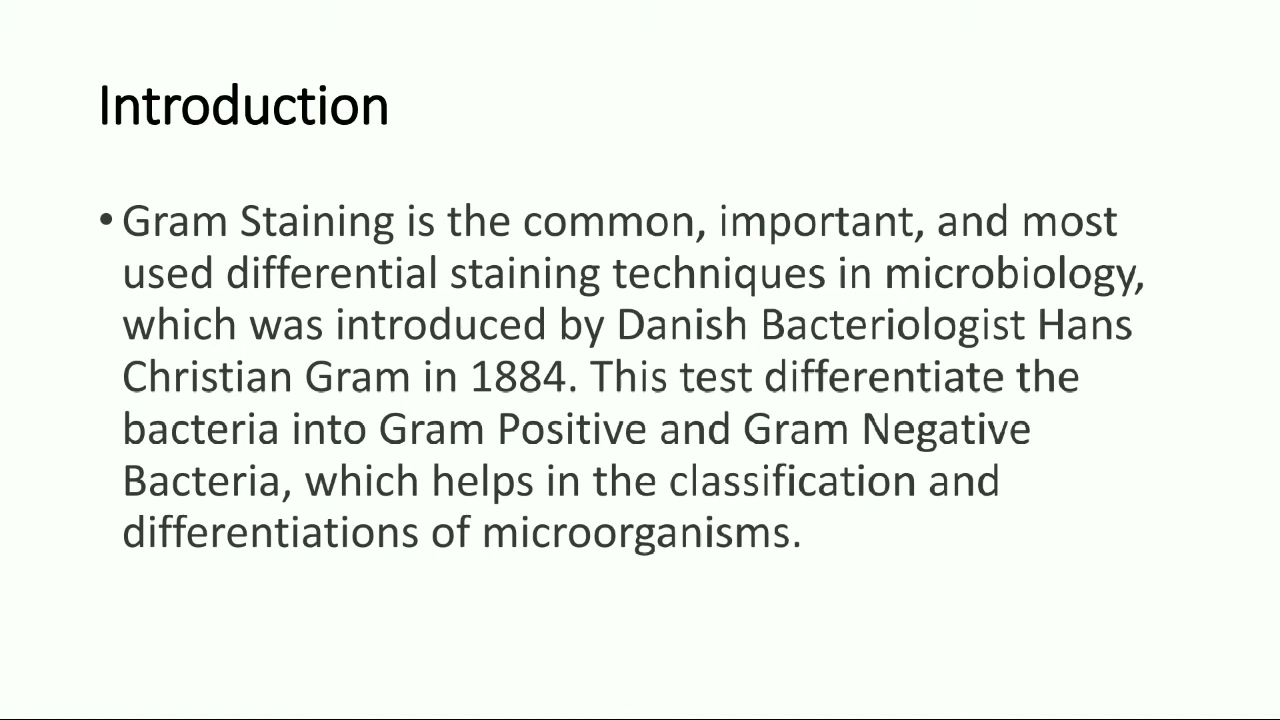 Introduction
• Gram Staining is the common, important, and most
used differential staining techniques in microbiology,
which was introduced by Danish Bacteriologist Hans
Christian Gram in 1884. This test differentiate the
bacteria into Gram Positive and Gram Negative
Bacteria, which helps in the classification and
differentiations of microorganisms.